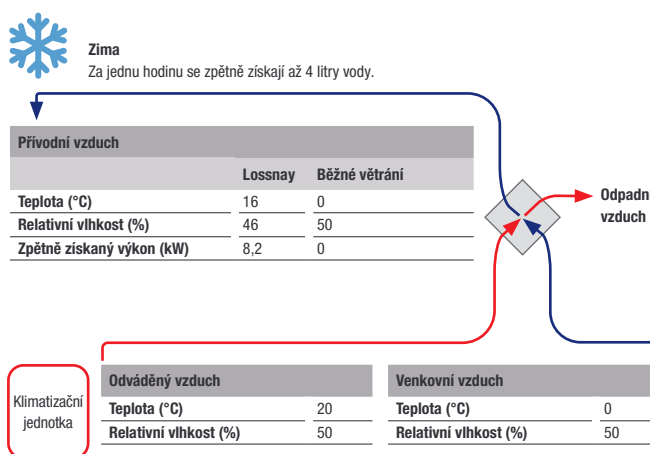 Zima
Za jednu hodinu se zpětně získají až 4 litry vody.
Přívodní vzduch
Lossnay Běžné větrání
Teplota (°C) 16 0
Relativní vlhkost (%) 46 50
Zpětně získaný výkon (kW) 8,2 0
Odpadn
vzduch
Klimatizační
jednotka
Odváděný vzduch
Teplota (°C) 20
Relativní vlhkost (%) 50
Venkovní vzduch
Teplota (°C) 0
Relativní vlhkost (%) 50